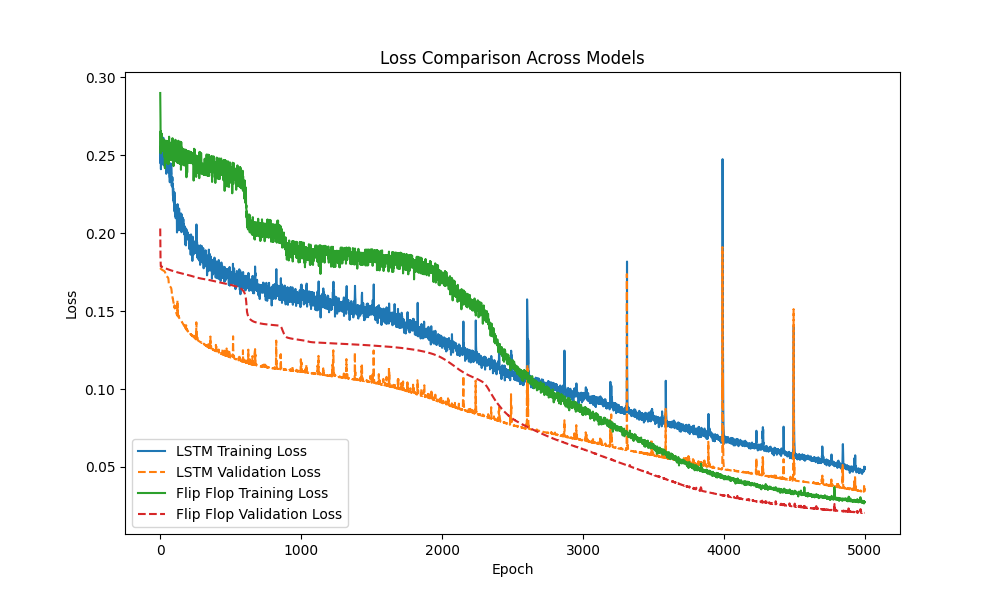 Loss Comparison Across Models
0.30
0.25
0.20
0.15
0.10
0.05
Loss
LSTM Training Loss
LSTM Validation Loss
Flip Flop Training Loss
Flip Flop Validation Loss
0 1000 2000 3000 4000 5000
Epoch